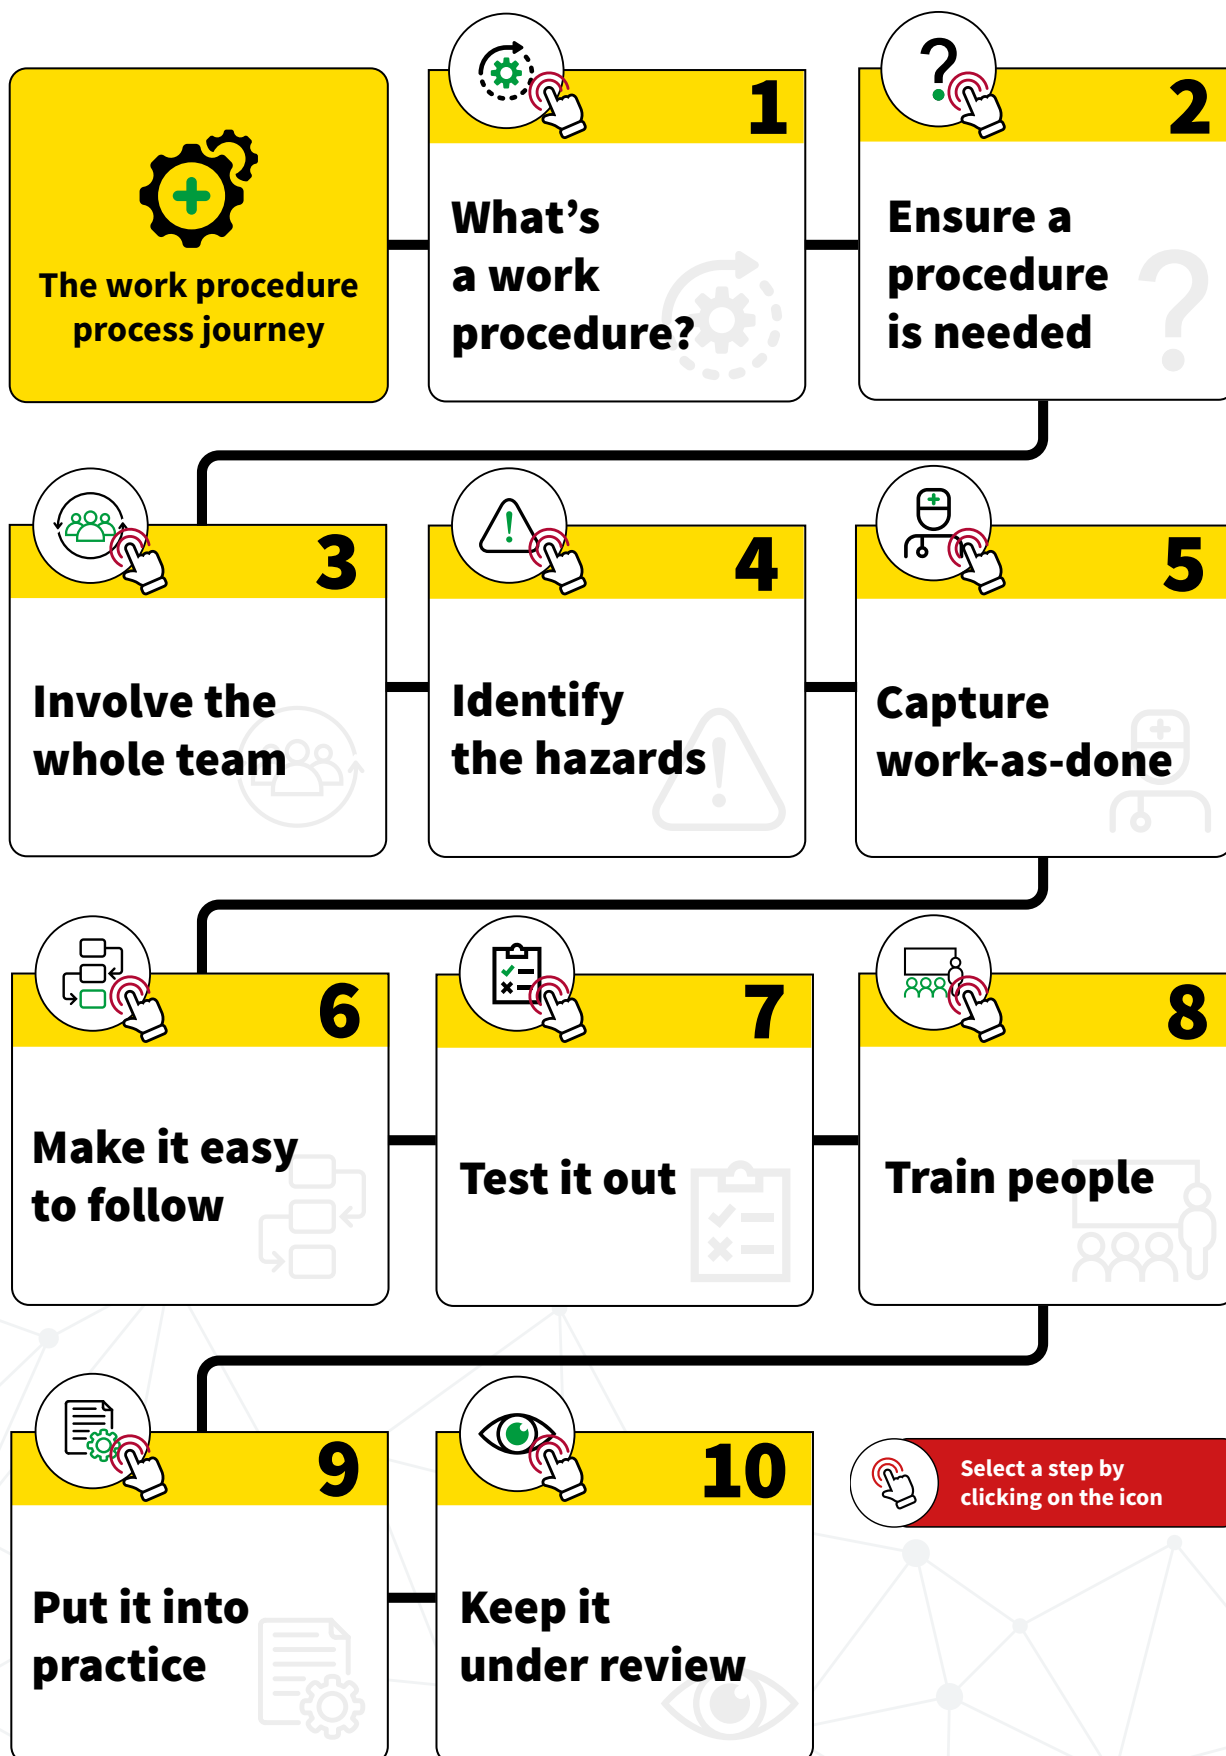 The work procedure
process journey
1
What’s
a work
procedure?
2
Ensure a
procedure
is needed
3
Involve the
whole team
4
Identify
the hazards
5
Capture
work-as-done
6
Make it easy
to follow
7
Test it out
8
Train people
9
Put it into
practice
10
Keep it
under review
Select a step by
clicking on the icon